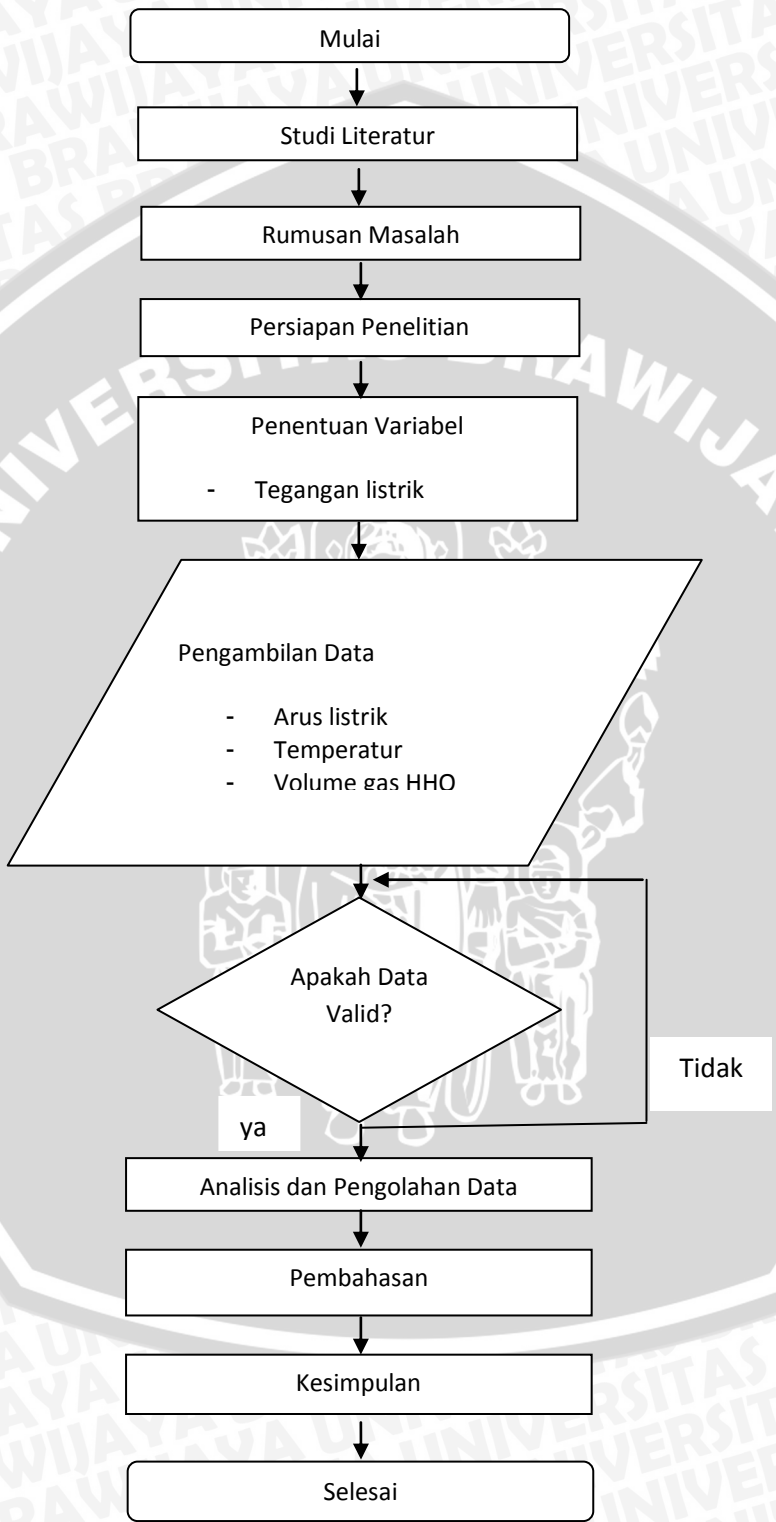 Mulai
Studi Literatur
Rumusan Masalah
Persiapan Penelitian
Penentuan Variabel
- Tegangan listrik
Pengambilan Data
- Arus listrik
- Temperatur
- Volume gas HHO
Apakah Data
Valid?
Tidak
ya
Analisis dan Pengolahan Data
Pembahasan
Kesimpulan
Selesai